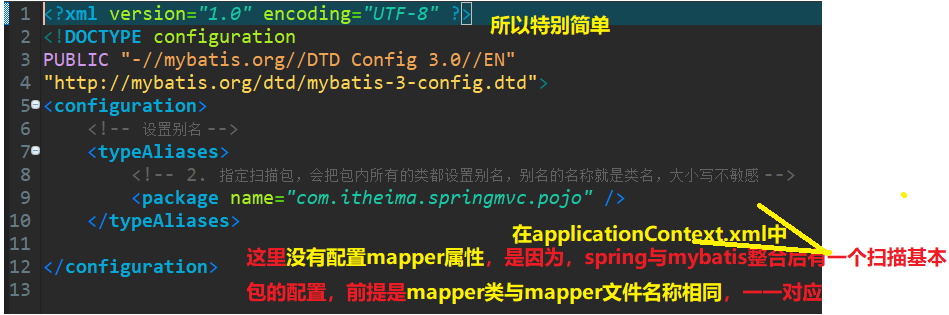 1 <?xml version="1.0" encoding="UTF-8" ?>
所以特别简单
2 <!DOCTYPE configuration
3 PUBLIC "-//mybatis.org//DTD Config 3.0//EN"
4 "http://mybatis.org/dtd/mybatis-3-config.dtd">
5 <configuration>
6 <!-- 设置别名 -->
7 <typeAliases>
8 <!-- 2. 指定扫描包，会把包内所有的类都设置别名，别名的名称就是类名，大小写不敏感 -->
9 <package name="com.itheima.springmvc.pojo" />
10 </typeAliases>
在applicationContext.xml中
11
这里没有配置mapper属性，是因为，spring与mybatis整合后有一个扫描基本
12 </configuration>
13
包的配置，前提是mapper类与mapper文件名称相同，一一对应